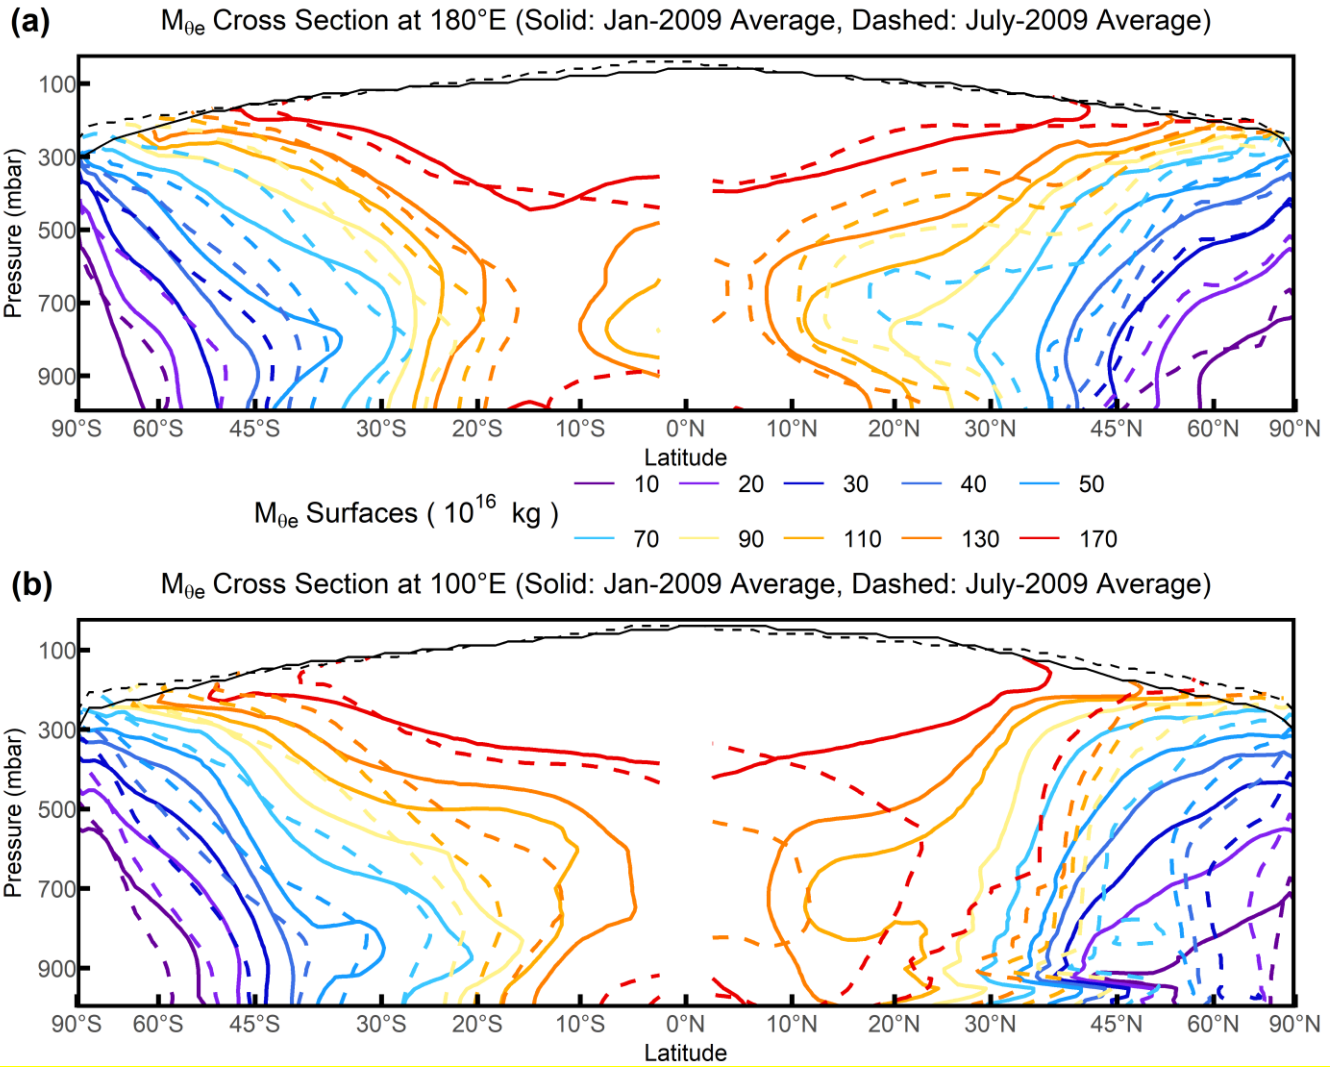 (a) M_θe Cross Section at 180°E (Solid: Jan-2009 Average, Dashed: July-2009 Average)
100
300
500
700
900
Pressure (mbar)
90°S 60°S 45°S 30°S 20°S 10°S 0°N 10°N 20°N 30°N 45°N 60°N 90°N
Latitude
M_θe Surfaces ( 10^16 kg )
10 20 30 40 50
70 90 110 130 170
(b) M_θe Cross Section at 100°E (Solid: Jan-2009 Average, Dashed: July-2009 Average)
100
300
500
700
900
Pressure (mbar)
90°S 60°S 45°S 30°S 20°S 10°S 0°N 10°N 20°N 30°N 45°N 60°N 90°N
Latitude